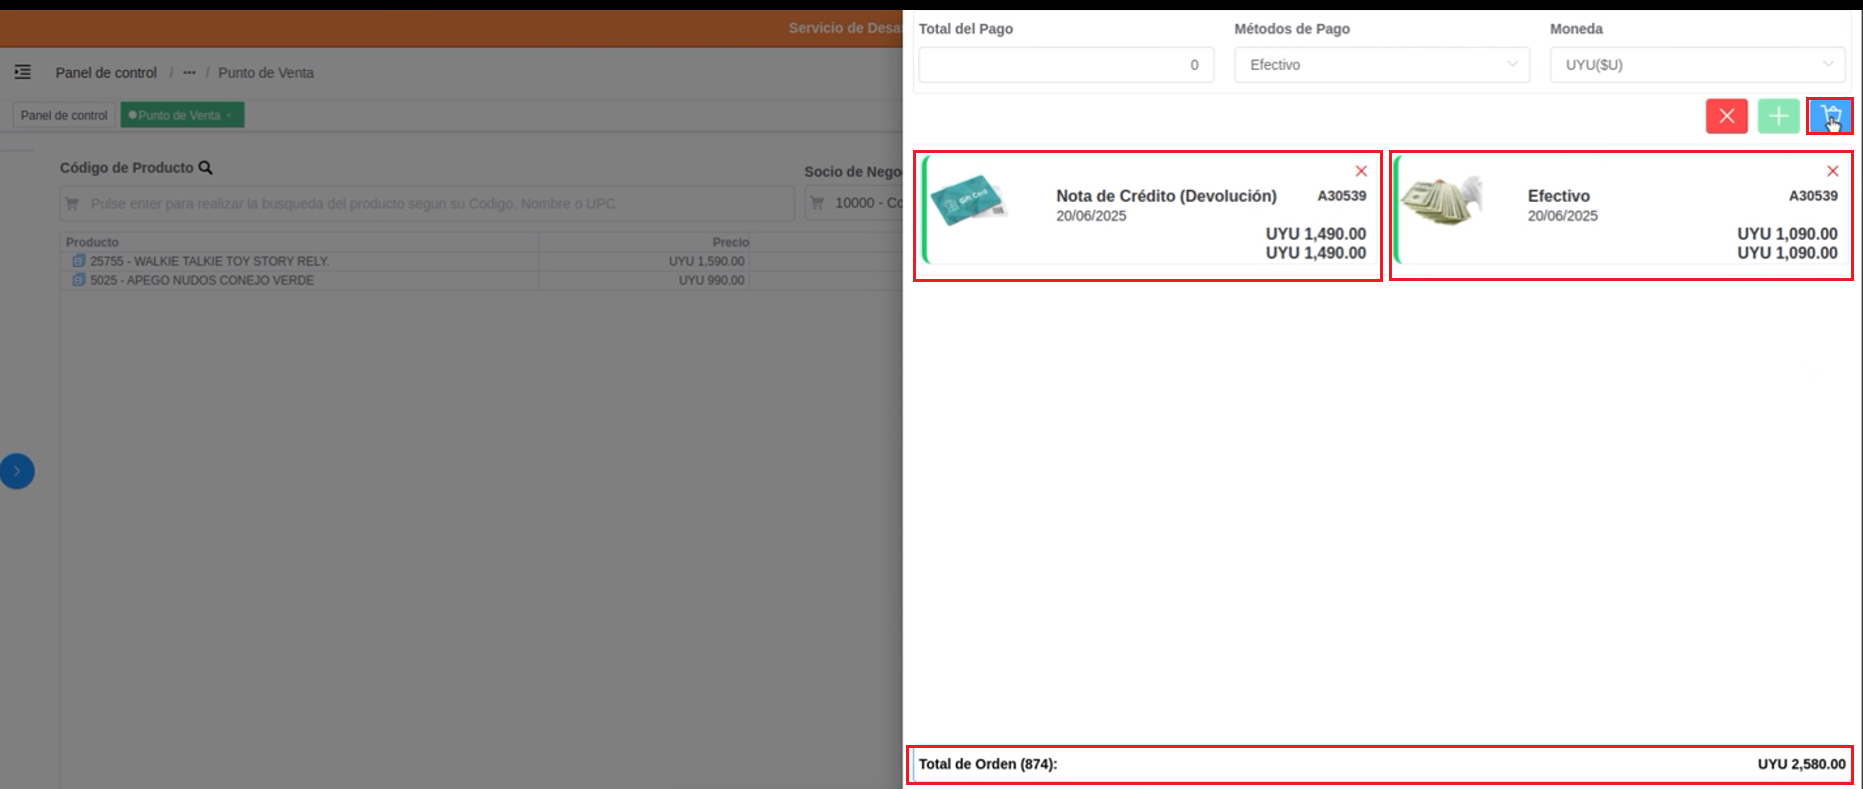 Servicio de Desa
Panel de control / ••• / Punto de Venta
Panel de control
Punto de Venta ×
Código de Producto
Pulse enter para realizar la busqueda del producto segun su Codigo, Nombre o UPC
Socio de Nego
10000 - Co
Producto Precio
25755 - WALKIE TALKIE TOY STORY RELY. UYU 1,590.00
5025 - APEGO NUDOS CONEJO VERDE UYU 990.00
Total del Pago Métodos de Pago Moneda
0 Efectivo UYU($U)
Nota de Crédito (Devolución) A30539
20/06/2025
UYU 1,490.00
UYU 1,490.00
Efectivo A30539
20/06/2025
UYU 1,090.00
UYU 1,090.00
Total de Orden (874): UYU 2,580.00